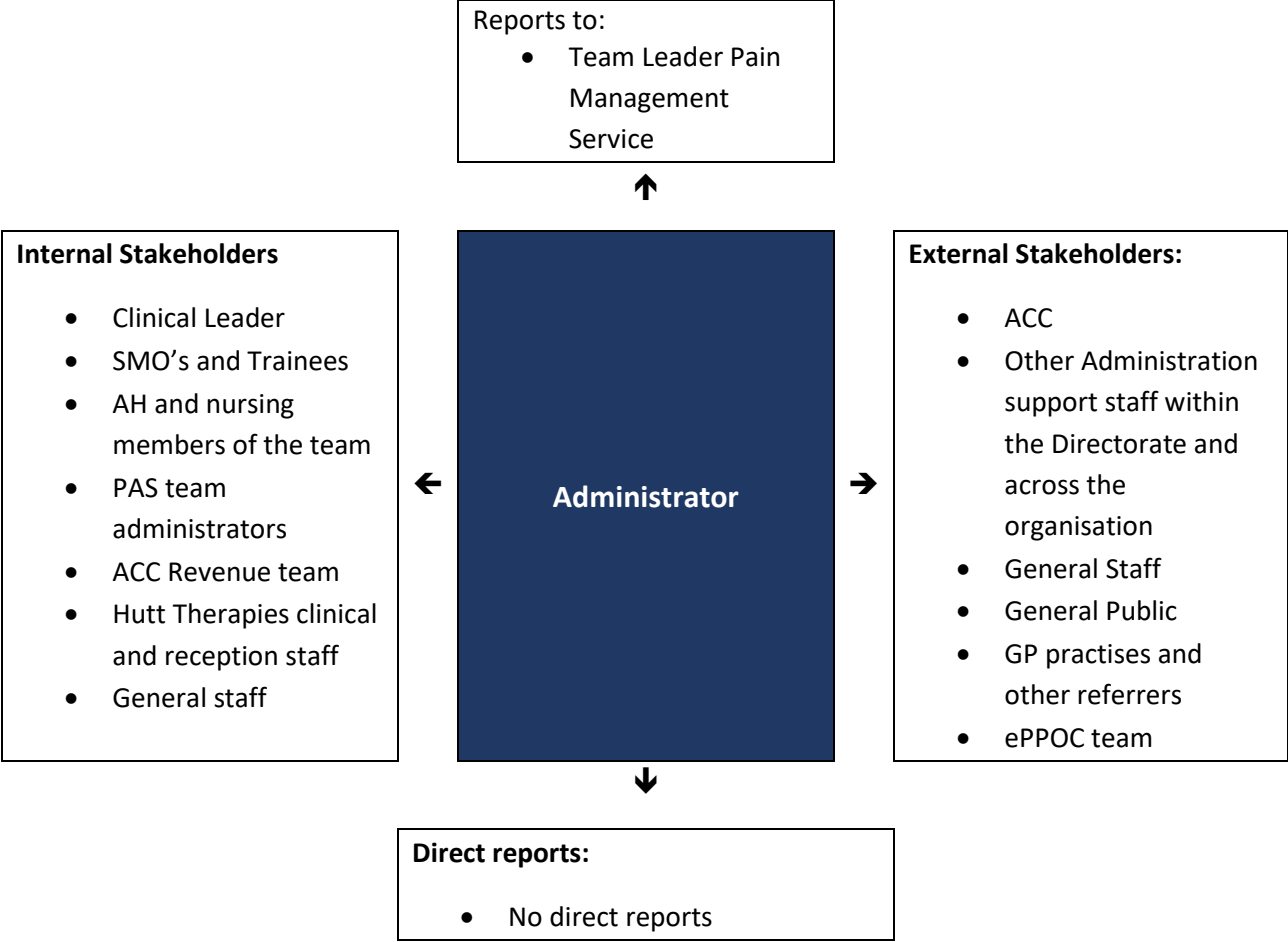 Reports to:
• Team Leader Pain
Management
Service
🡩
Internal Stakeholders
• Clinical Leader
• SMO's and Trainees
• AH and nursing
members of the team
• PAS team
administrators
• ACC Revenue team
• Hutt Therapies clinical
and reception staff
• General staff
🡨
Administrator
🡪
External Stakeholders:
• ACC
• Other Administration
support staff within
the Directorate and
across the
organisation
• General Staff
• General Public
• GP practises and
other referrers
• ePPOC team
🡫
Direct reports:
• No direct reports